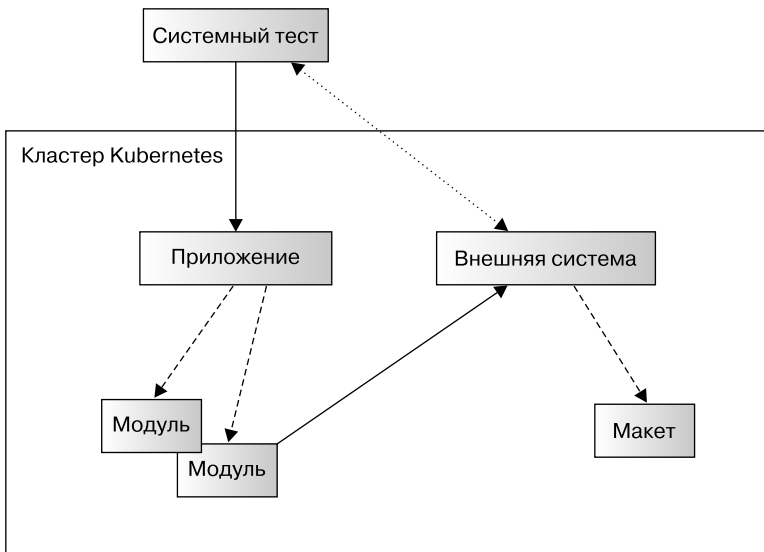 Системный тест
Кластер Kubernetes
Приложение
Внешняя система
Модуль
Модуль
Макет